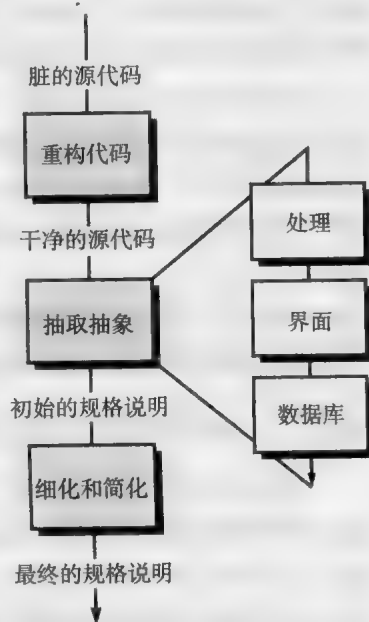 脏的源代码
重构代码
干净的源代码
抽取抽象
初始的规格说明
细化和简化
最终的规格说明
处理
界面
数据库